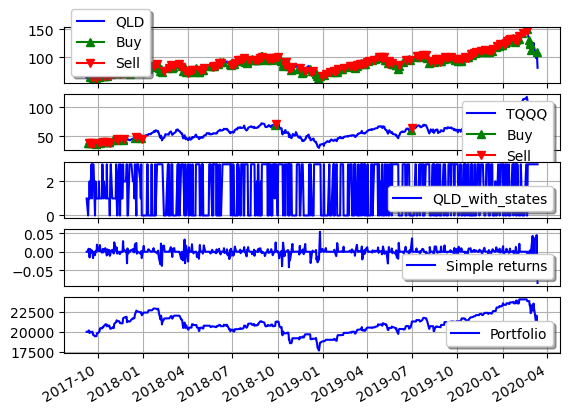 QLD
Buy
Sell
150
100
TQQQ
Buy
Sell
100
50
QLD_with_states
2
0
Simple returns
0.05
0.00
−0.05
Portfolio
22500
20000
17500
2017-10
2018-01
2018-04
2018-07
2018-10
2019-01
2019-04
2019-07
2019-10
2020-01
2020-04